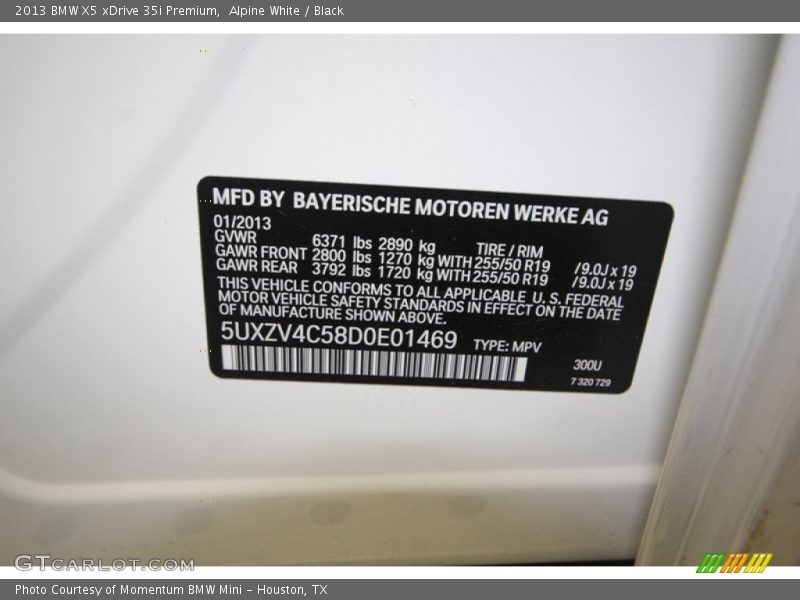 2013 BMW X5 xDrive 35i Premium,  Alpine White / Black
MFD BY BAYERISCHE MOTOREN WERKE AG
01/2013
GVWR 6371 lbs 2890 kg TIRE / RIM
GAWR FRONT 2800 lbs 1270 kg WITH 255/50 R19 /9.0J x 19
GAWR REAR 3792 lbs 1720 kg WITH 255/50 R19 /9.0J x 19
THIS VEHICLE CONFORMS TO ALL APPLICABLE U. S. FEDERAL
MOTOR VEHICLE SAFETY STANDARDS IN EFFECT ON THE DATE
OF MANUFACTURE SHOWN ABOVE.
5UXZV4C58D0E01469 TYPE: MPV
300U
7 320 729
GTCARLOT.COM
Photo Courtesy of Momentum BMW Mini - Houston, TX